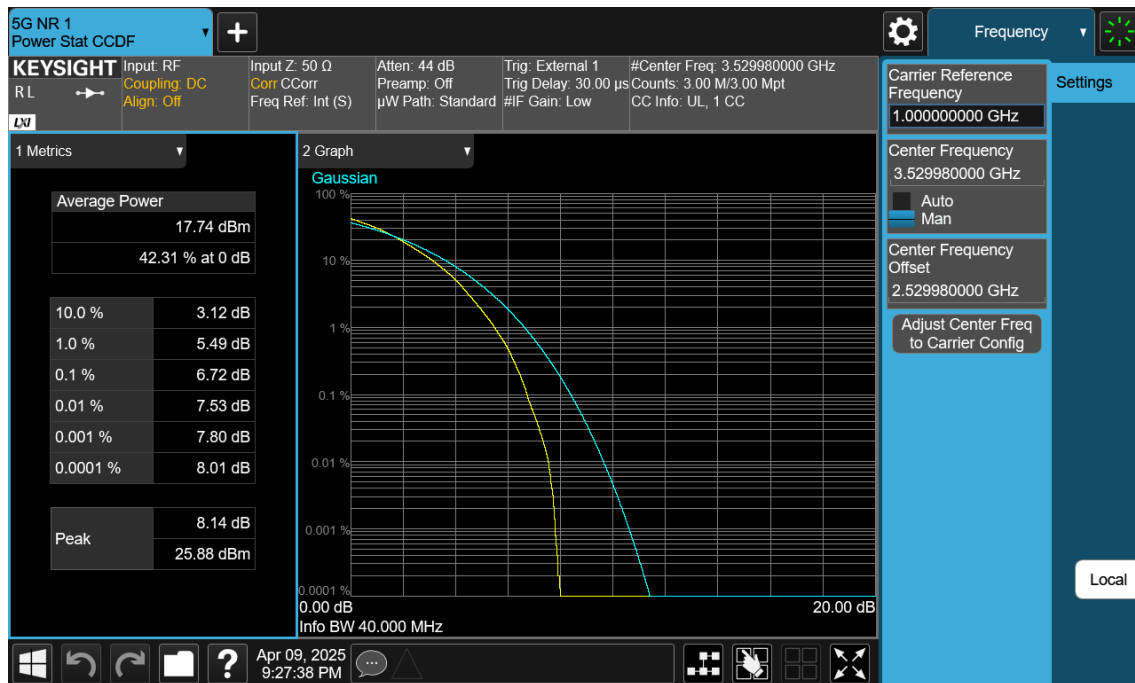 5G NR 1
Power Stat CCDF
Frequency
KEYSIGHT
R L
LXI
Input: RF
Coupling: DC
Align: Off
Input Z: 50 Ω
Corr CCorr
Freq Ref: Int (S)
Atten: 44 dB
Preamp: Off
µW Path: Standard
Trig: External 1
Trig Delay: 30.00 µs
#IF Gain: Low
#Center Freq: 3.529980000 GHz
Counts: 3.00 M/3.00 Mpt
CC Info: UL, 1 CC
1 Metrics
Average Power
17.74 dBm
42.31 % at 0 dB
10.0 % 3.12 dB
1.0 % 5.49 dB
0.1 % 6.72 dB
0.01 % 7.53 dB
0.001 % 7.80 dB
0.0001 % 8.01 dB
Peak
8.14 dB
25.88 dBm
2 Graph
Gaussian
100 %
10 %
1 %
0.1 %
0.01 %
0.001 %
0.0001 %
0.00 dB 20.00 dB
Info BW 40.000 MHz
Carrier Reference
Frequency
1.000000000 GHz
Center Frequency
3.529980000 GHz
Auto
Man
Center Frequency
Offset
2.529980000 GHz
Adjust Center Freq
to Carrier Config
Settings
Local
?
Apr 09, 2025
9:27:38 PM